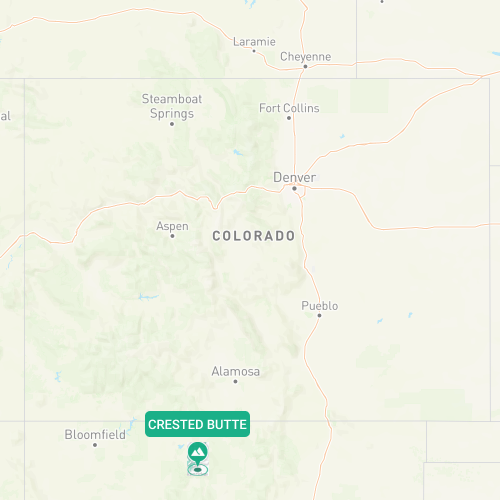 Laramie
Cheyenne
Steamboat
Springs
Fort Collins
al
Denver
Aspen
COLORADO
Pueblo
Alamosa
CRESTED BUTTE
Bloomfield